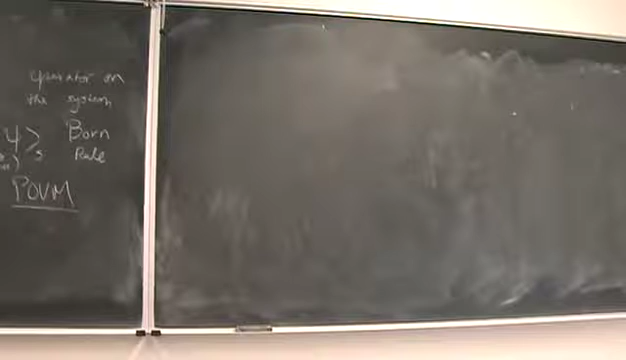 operator on
the system
ψ⟩s Born
Rule
POVM